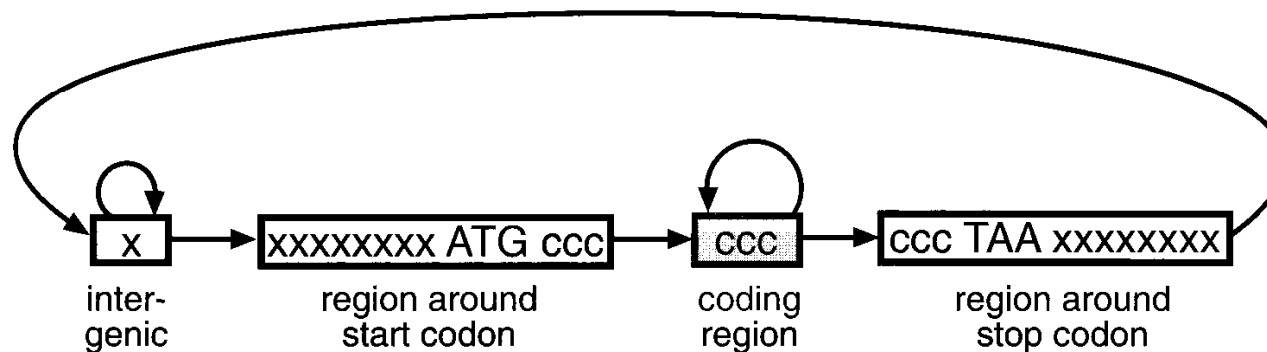 x
xxxxxxxx ATG ccc
ccc
ccc TAA xxxxxxxx
inter-
genic
region around
start codon
coding
region
region around
stop codon